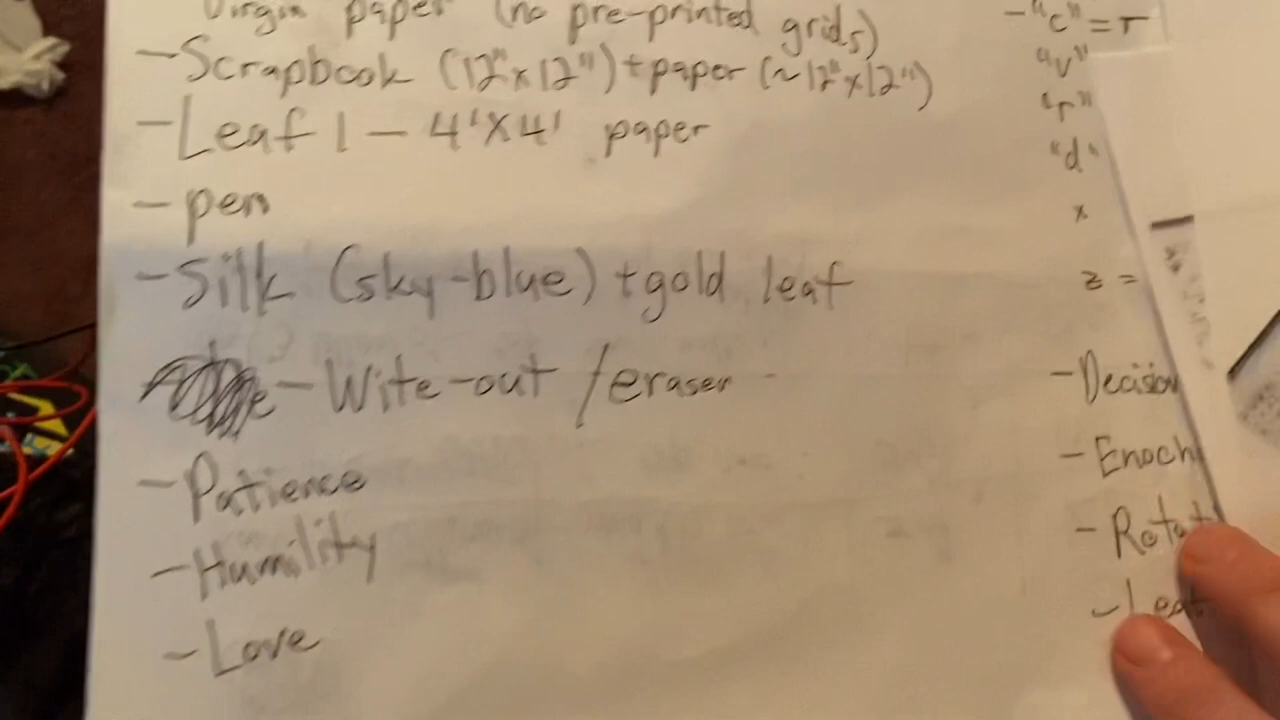 Virgin paper (no pre-printed grids)
-Scrapbook (12"x12")+paper (~12"x12")
-Leaf 1 - 4'x4' paper
-pen
-Silk (sky-blue) +gold leaf
-Wite-out /eraser
-Patience
-Humility
-Love
-"c"=r
"v"
"r"
"d"
x
z =
-Decision
-Enoch
-Rotat
-Lea